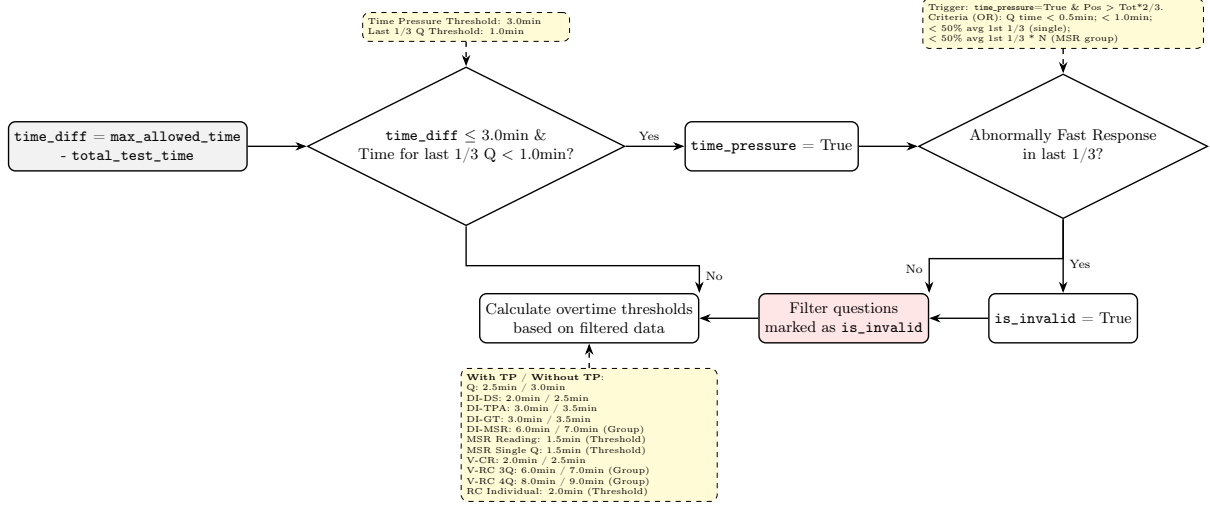 Time Pressure Threshold: 3.0min
Last 1/3 Q Threshold: 1.0min
Trigger: time_pressure=True & Pos > Tot*2/3.
Criteria (OR): Q time < 0.5min; < 1.0min;
< 50% avg 1st 1/3 (single);
< 50% avg 1st 1/3 * N (MSR group)
time_diff = max_allowed_time
- total_test_time
time_diff ≤ 3.0min &
Time for last 1/3 Q < 1.0min?
Yes
time_pressure = True
Abnormally Fast Response
in last 1/3?
No
No
Yes
Calculate overtime thresholds
based on filtered data
Filter questions
marked as is_invalid
is_invalid = True
With TP / Without TP:
Q: 2.5min / 3.0min
DI-DS: 2.0min / 2.5min
DI-TPA: 3.0min / 3.5min
DI-GT: 3.0min / 3.5min
DI-MSR: 6.0min / 7.0min (Group)
MSR Reading: 1.5min (Threshold)
MSR Single Q: 1.5min (Threshold)
V-CR: 2.0min / 2.5min
V-RC 3Q: 6.0min / 7.0min (Group)
V-RC 4Q: 8.0min / 9.0min (Group)
RC Individual: 2.0min (Threshold)